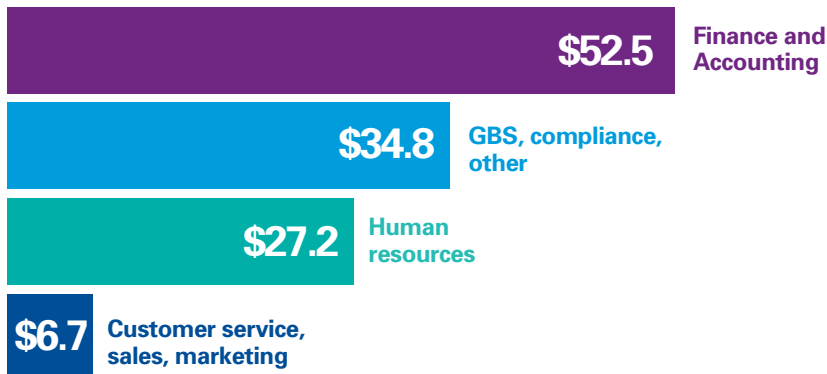 $52.5
Finance and
Accounting
$34.8
GBS, compliance,
other
$27.2
Human
resources
$6.7
Customer service,
sales, marketing